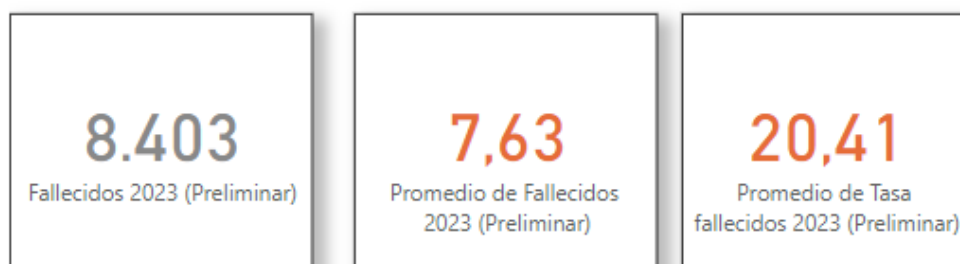 8.403
Fallecidos 2023 (Preliminar)
7,63
Promedio de Fallecidos
2023 (Preliminar)
20,41
Promedio de Tasa
fallecidos 2023 (Preliminar)